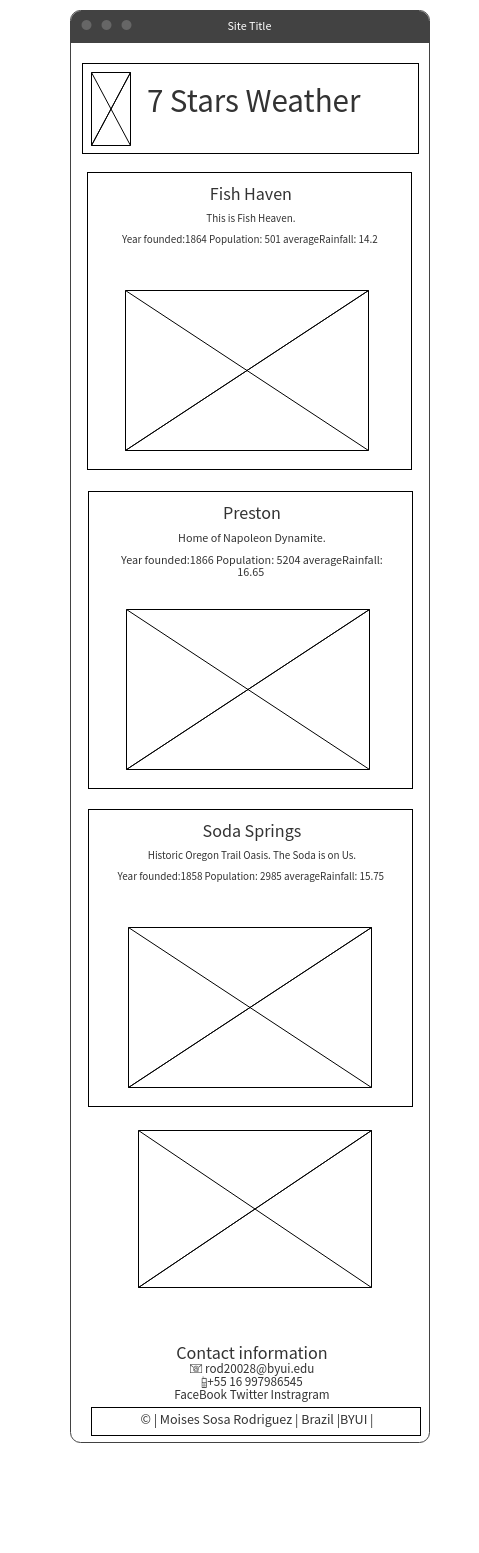 Site Title
7 Stars Weather
Fish Haven
This is Fish Heaven.
Year founded:1864 Population: 501 averageRainfall: 14.2
Preston
Home of Napoleon Dynamite.
Year founded:1866 Population: 5204 averageRainfall:
16.65
Soda Springs
Historic Oregon Trail Oasis. The Soda is on Us.
Year founded:1858 Population: 2985 averageRainfall: 15.75
Contact information
rod20028@byui.edu
+55 16 997986545
FaceBook Twitter Instragram
© | Moises Sosa Rodriguez | Brazil |BYUI |